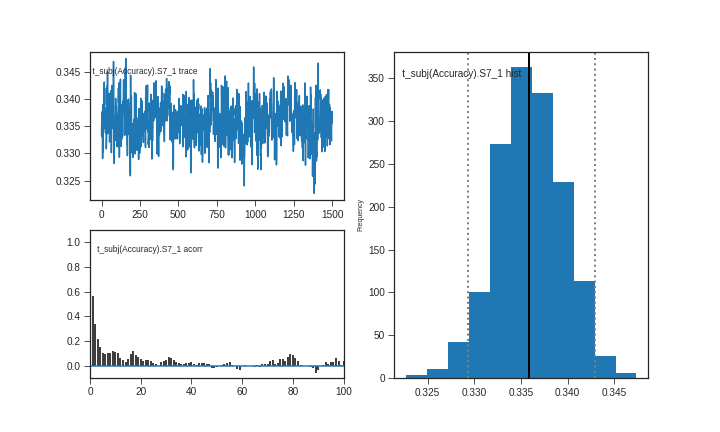 t_subj(Accuracy).S7_1 trace
0.345
0.340
0.335
0.330
0.325
0 250 500 750 1000 1250 1500
t_subj(Accuracy).S7_1 acorr
1.0
0.8
0.6
0.4
0.2
0.0
0 20 40 60 80 100
t_subj(Accuracy).S7_1 hist
Frequency
350
300
250
200
150
100
50
0
0.325 0.330 0.335 0.340 0.345